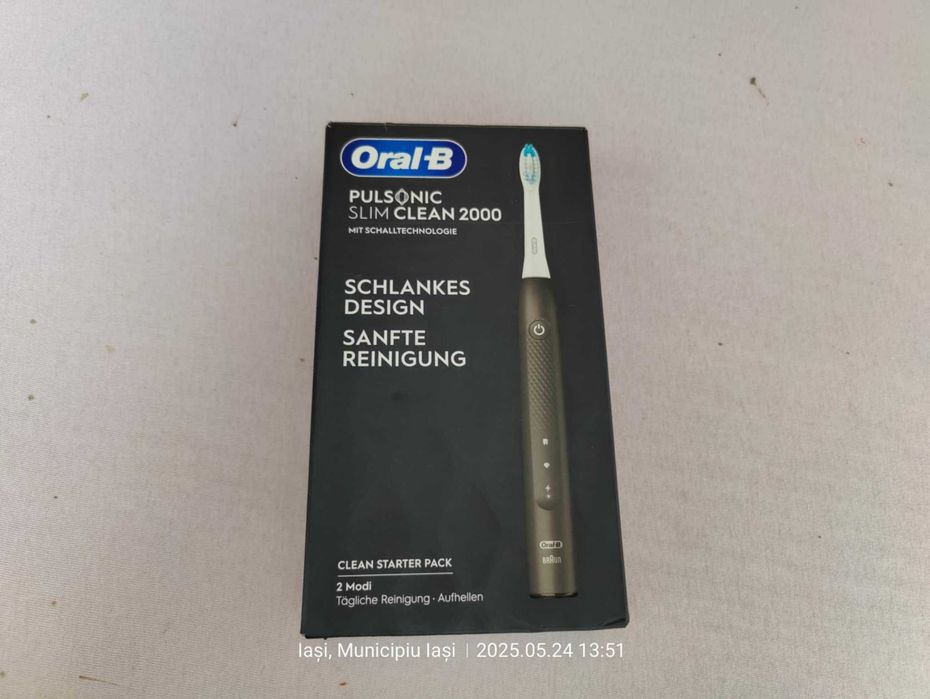 Oral-B
PULSONIC
SLIM CLEAN 2000
MIT SCHALLTECHNOLOGIE
SCHLANKES
DESIGN
SANFTE
REINIGUNG
Oral-B
BRAUN
CLEAN STARTER PACK
2 Modi
Tägliche Reinigung · Aufhellen
Iași, Municipiu Iași | 2025.05.24 13:51